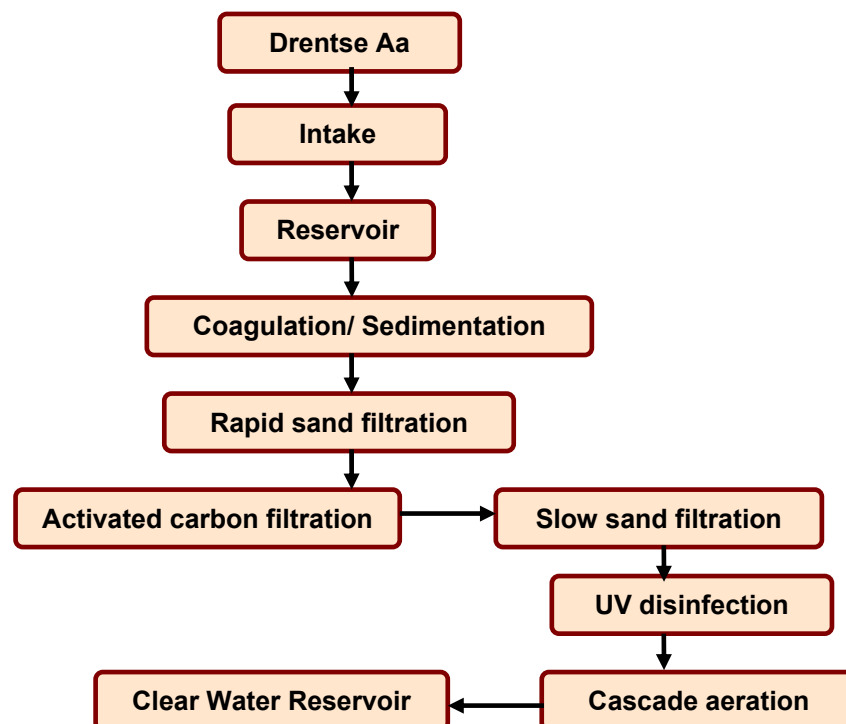 Drentse Aa
Intake
Reservoir
Coagulation/ Sedimentation
Rapid sand filtration
Activated carbon filtration
Slow sand filtration
UV disinfection
Cascade aeration
Clear Water Reservoir